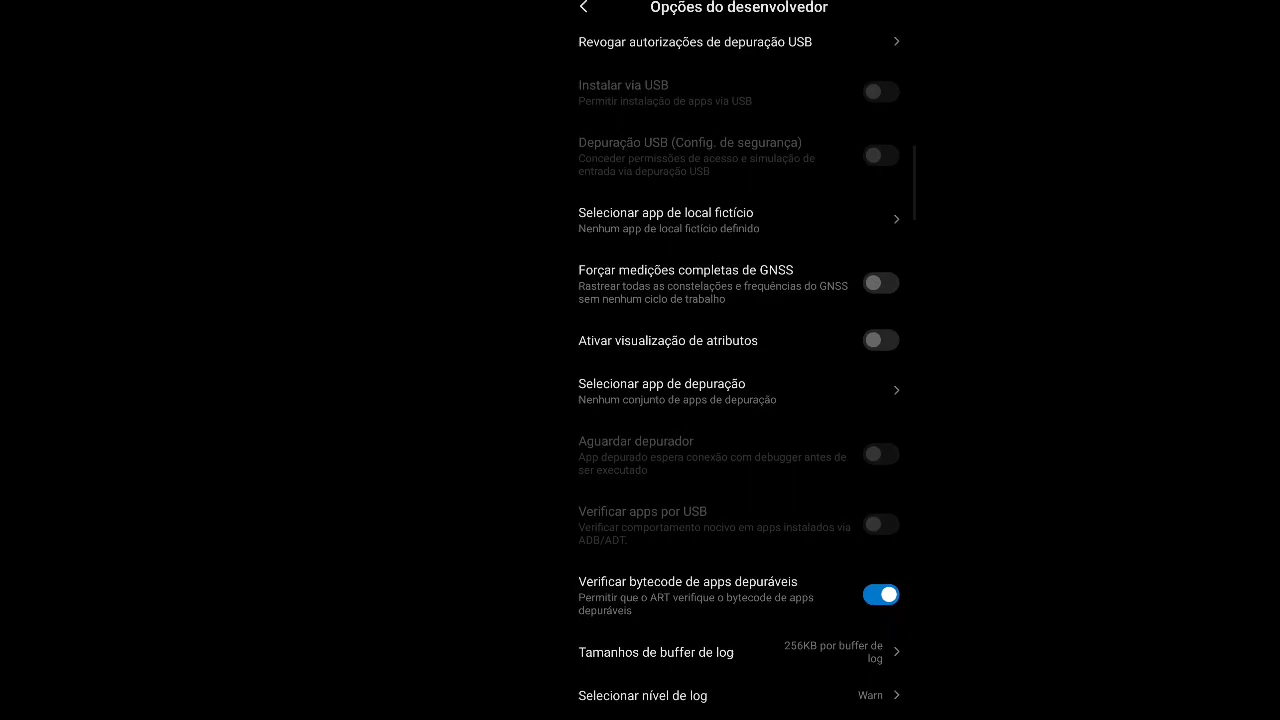 Opções do desenvolvedor
Revogar autorizações de depuração USB
Instalar via USB
Permitir instalação de apps via USB
Depuração USB (Config. de segurança)
Conceder permissões de acesso e simulação de
entrada via depuração USB
Selecionar app de local fictício
Nenhum app de local fictício definido
Forçar medições completas de GNSS
Rastrear todas as constelações e frequências do GNSS
sem nenhum ciclo de trabalho
Ativar visualização de atributos
Selecionar app de depuração
Nenhum conjunto de apps de depuração
Aguardar depurador
App depurado espera conexão com debugger antes de
ser executado
Verificar apps por USB
Verificar comportamento nocivo em apps instalados via
ADB/ADT.
Verificar bytecode de apps depuráveis
Permitir que o ART verifique o bytecode de apps
depuráveis
Tamanhos de buffer de log
256KB por buffer de
log
Selecionar nível de log
Warn